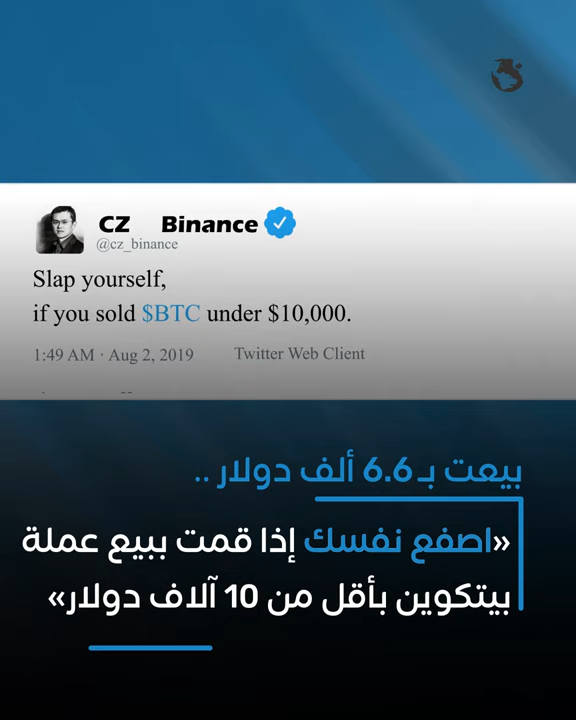 CZ Binance
@cz_binance
Slap yourself,
if you sold $BTC under $10,000.
1:49 AM · Aug 2, 2019 Twitter Web Client
بيعت بـ 6.6 ألف دولار ..
«اصفع نفسك إذا قمت ببيع عملة
بيتكوين بأقل من 10 آلاف دولار»